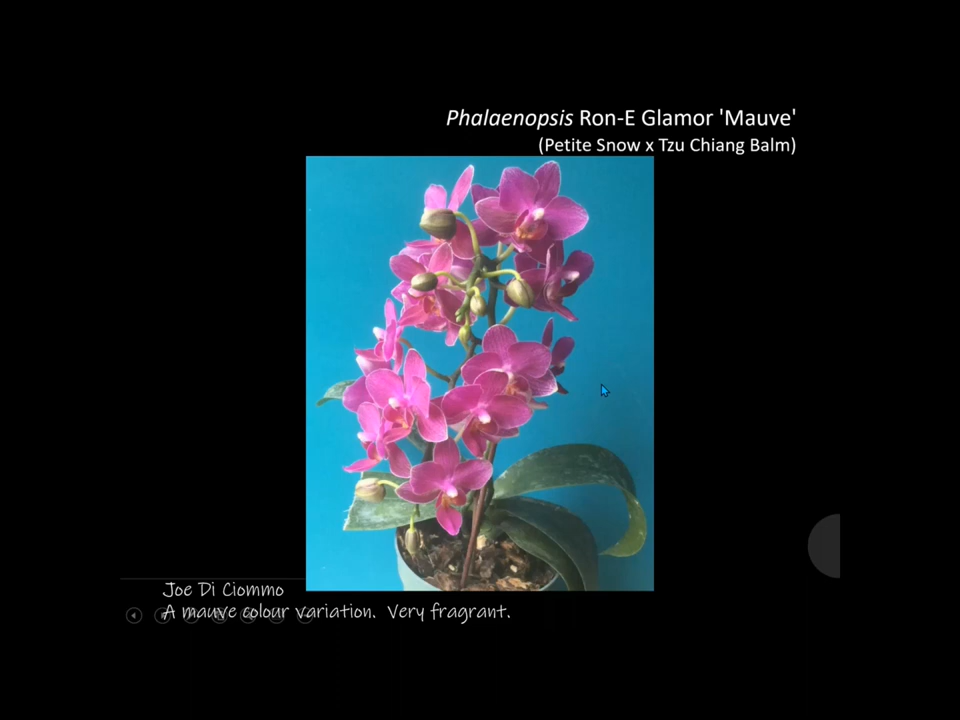 Phalaenopsis Ron-E Glamor 'Mauve'
(Petite Snow x Tzu Chiang Balm)
Joe Di Ciommo
A mauve colour variation. Very fragrant.